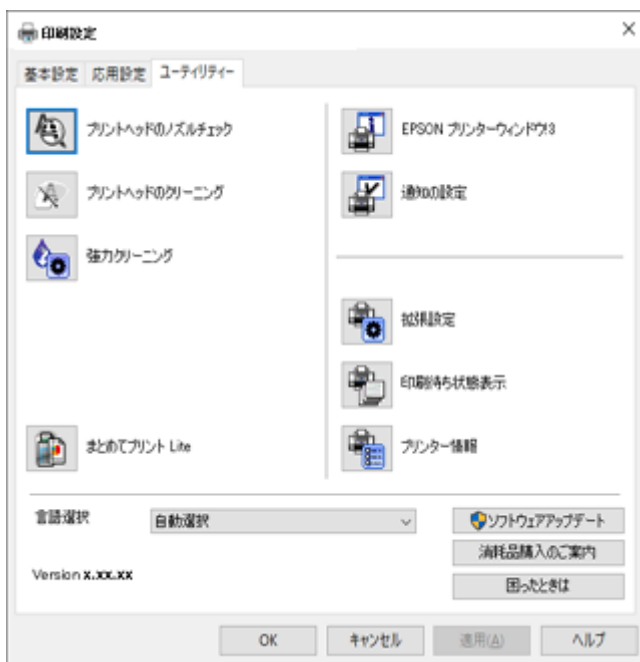 印刷設定
基本設定 応用設定 ユーティリティー
プリントヘッドのノズルチェック
プリントヘッドのクリーニング
強力クリーニング
まとめてプリント Lite
EPSON プリンターウィンドウ!3
通知の設定
拡張設定
印刷待ち状態表示
プリンター情報
言語選択 自動選択
Version x.xx.xx
ソフトウェアアップデート
消耗品購入のご案内
困ったときは
OK キャンセル 適用(A) ヘルプ